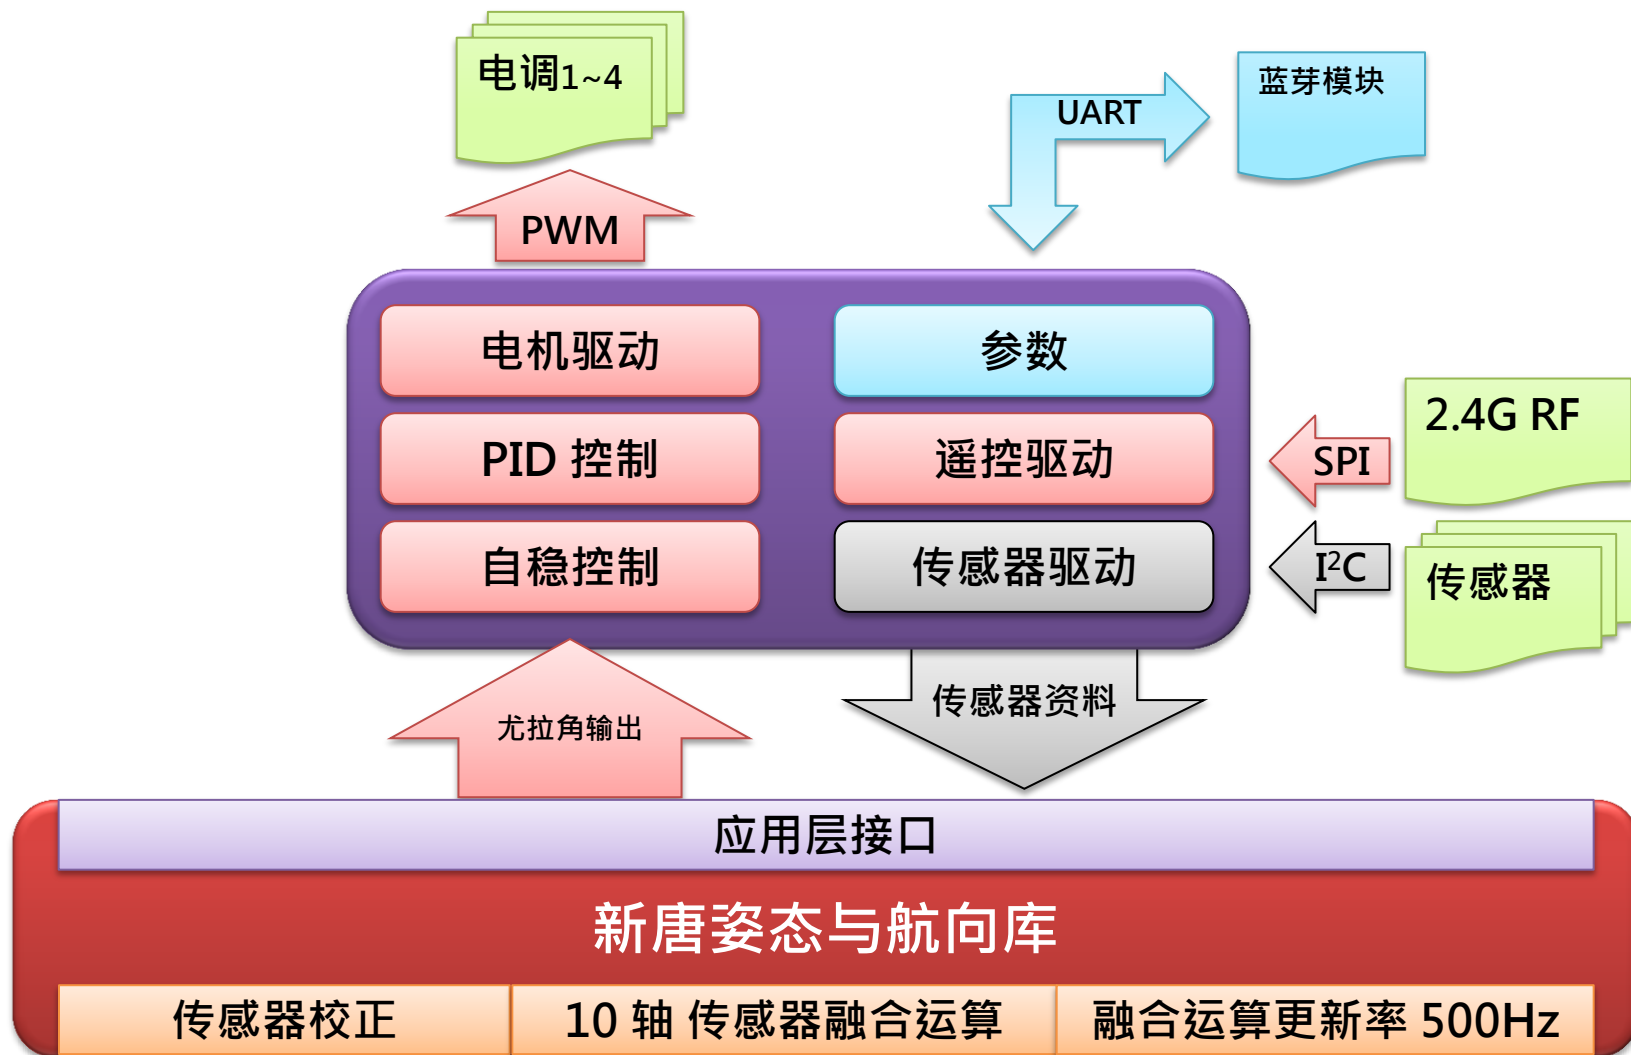 电调1~4
UART
蓝芽模块
PWM
电机驱动
参数
PID 控制
遥控驱动
SPI
2.4G RF
自稳控制
传感器驱动
I²C
传感器
尤拉角输出
传感器资料
应用层接口
新唐姿态与航向库
传感器校正
10 轴 传感器融合运算
融合运算更新率 500Hz